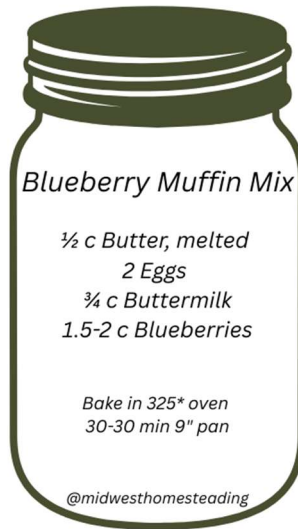 Blueberry Muffin Mix
½ c Butter, melted
2 Eggs
¾ c Buttermilk
1.5-2 c Blueberries
Bake in 325* oven
30-30 min 9" pan
@midwesthomesteading